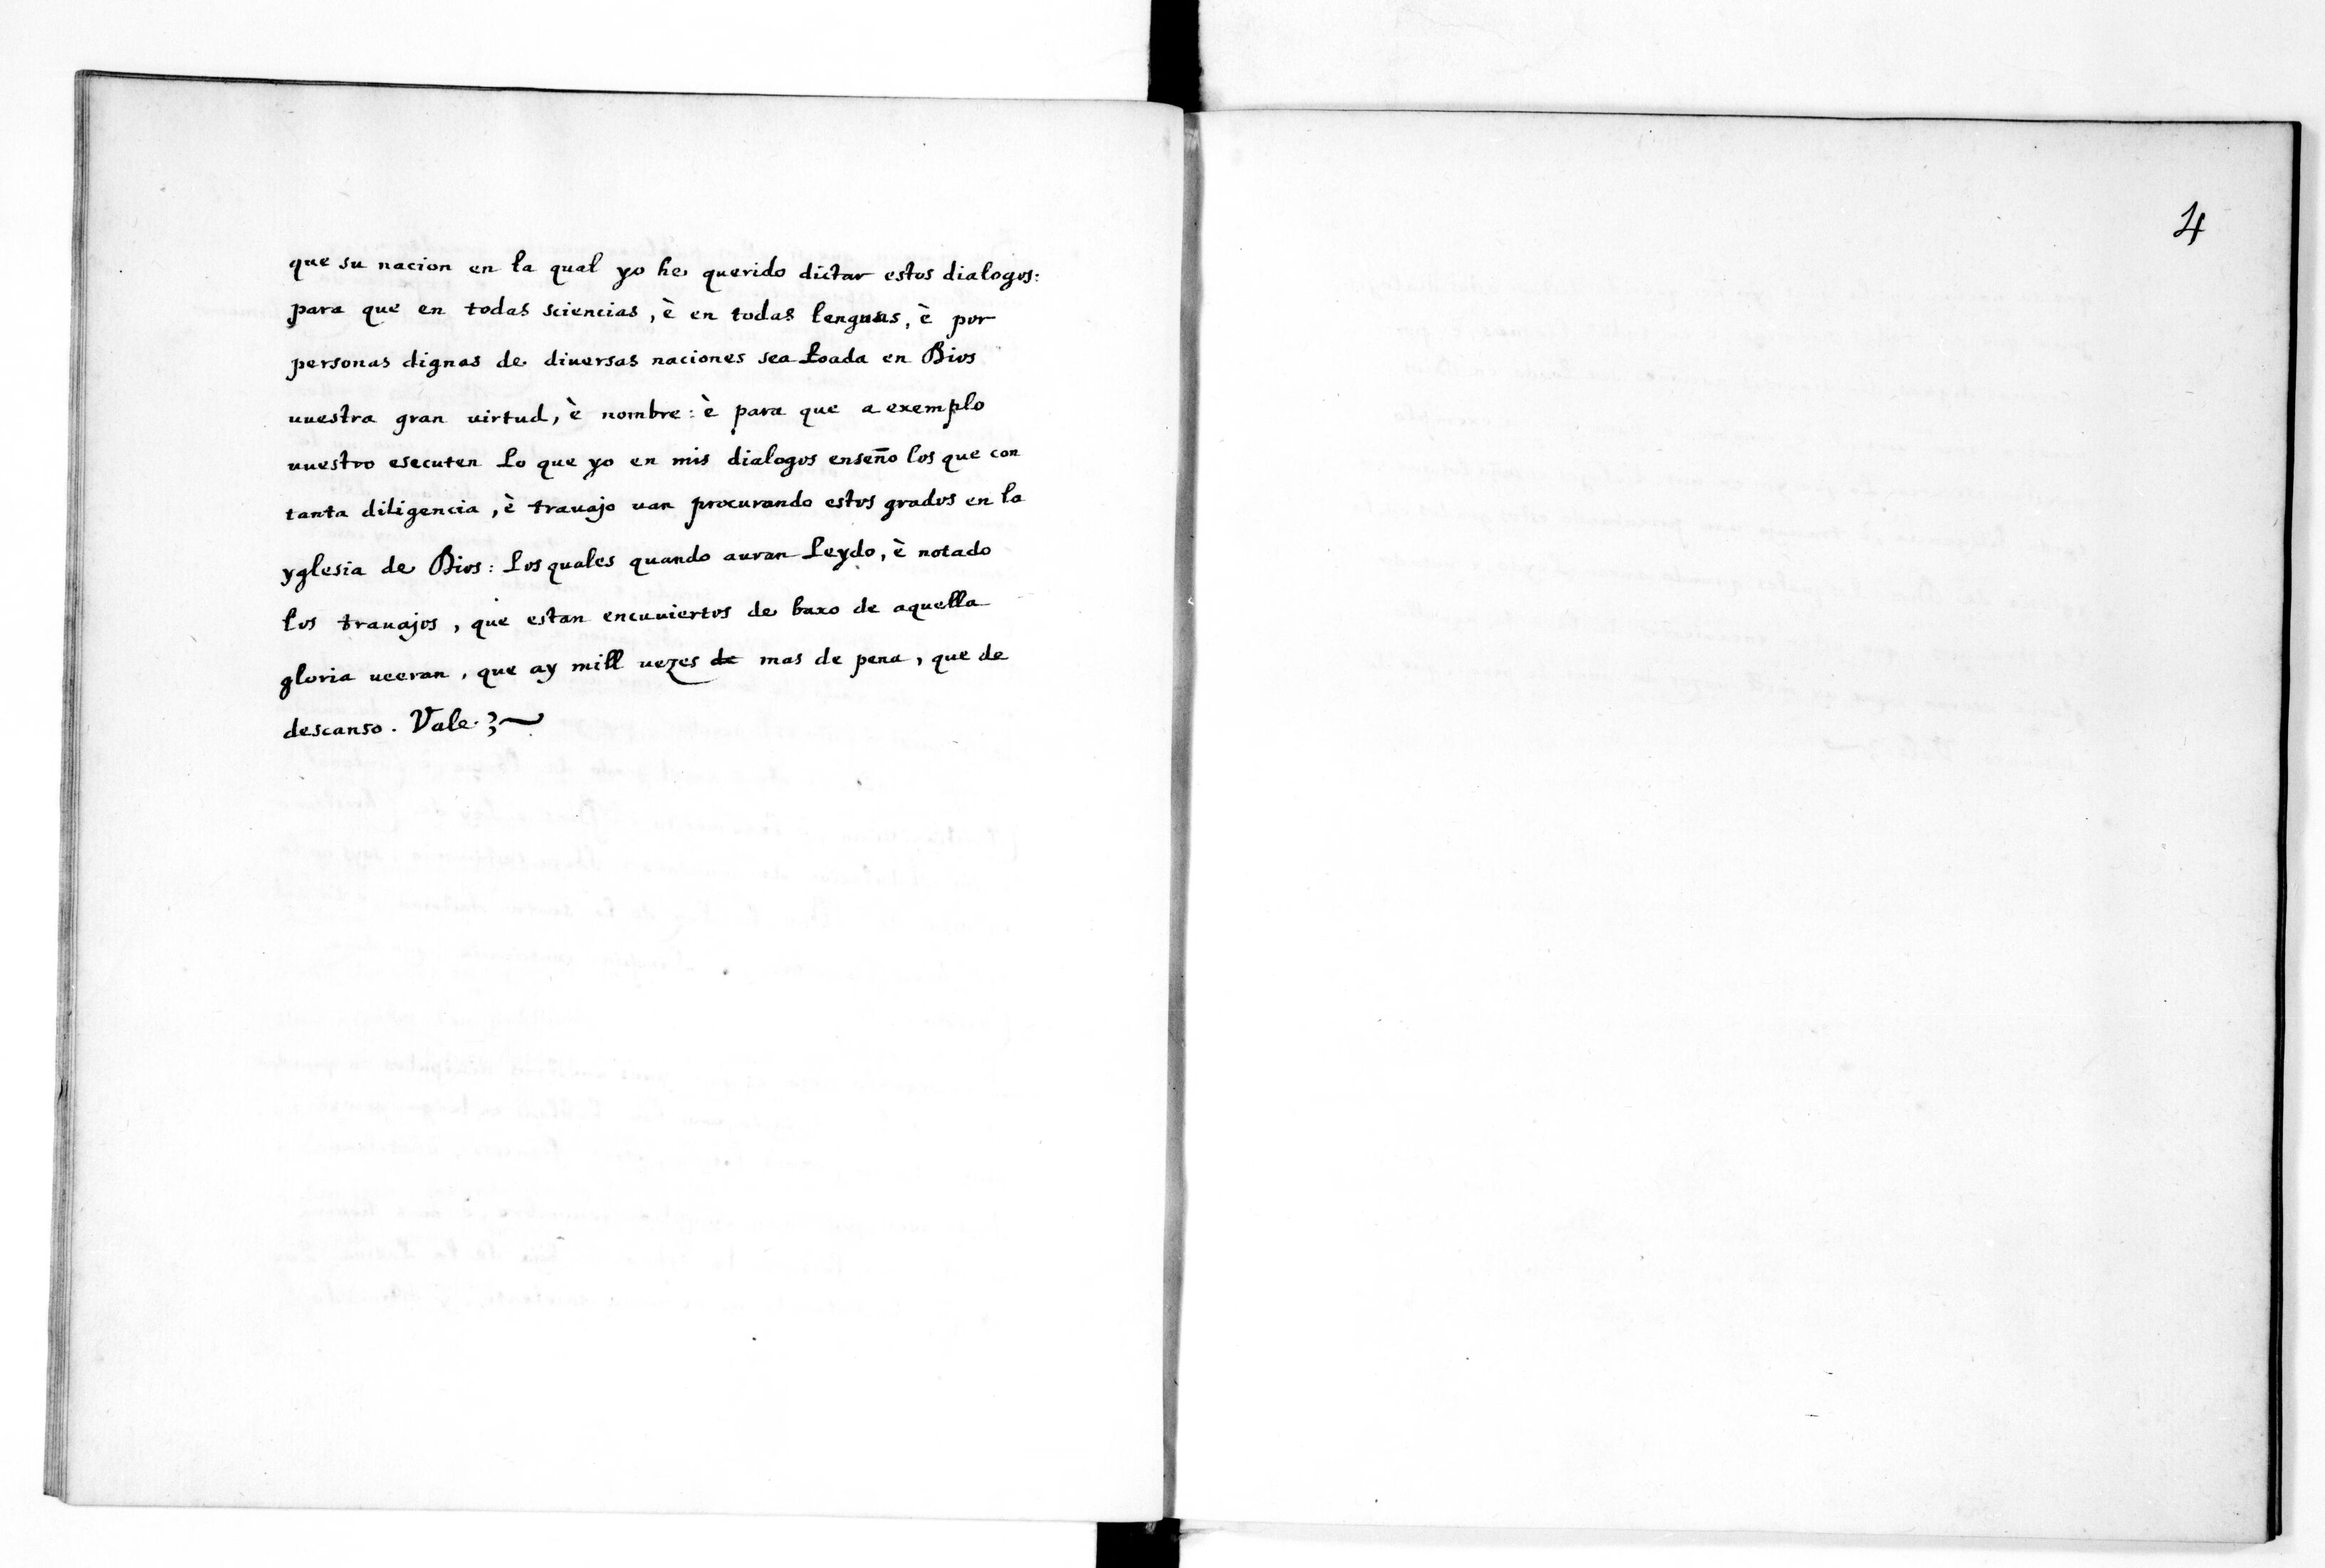 que su nacion en la qual yo he querido dictar estos dialogos:
para que en todas sciencias, è en todas lenguas, è por
personas dignas de diuersas naciones sea Loada en Dios
uuestra gran uirtud, è nombre: è para que a exemplo
uuestro esecuten Lo que yo en mis dialogos enseño los que con
tanta diligencia, è trauajo uan procurando estos grados en la
yglesia de Dios: Los quales quando auran Leydo, è notado
los trauajos, que estan encuuiertos de baxo de aquella
gloria ueeran, que ay mill uezes de mas de pena, que de
descanso. Vale.
4